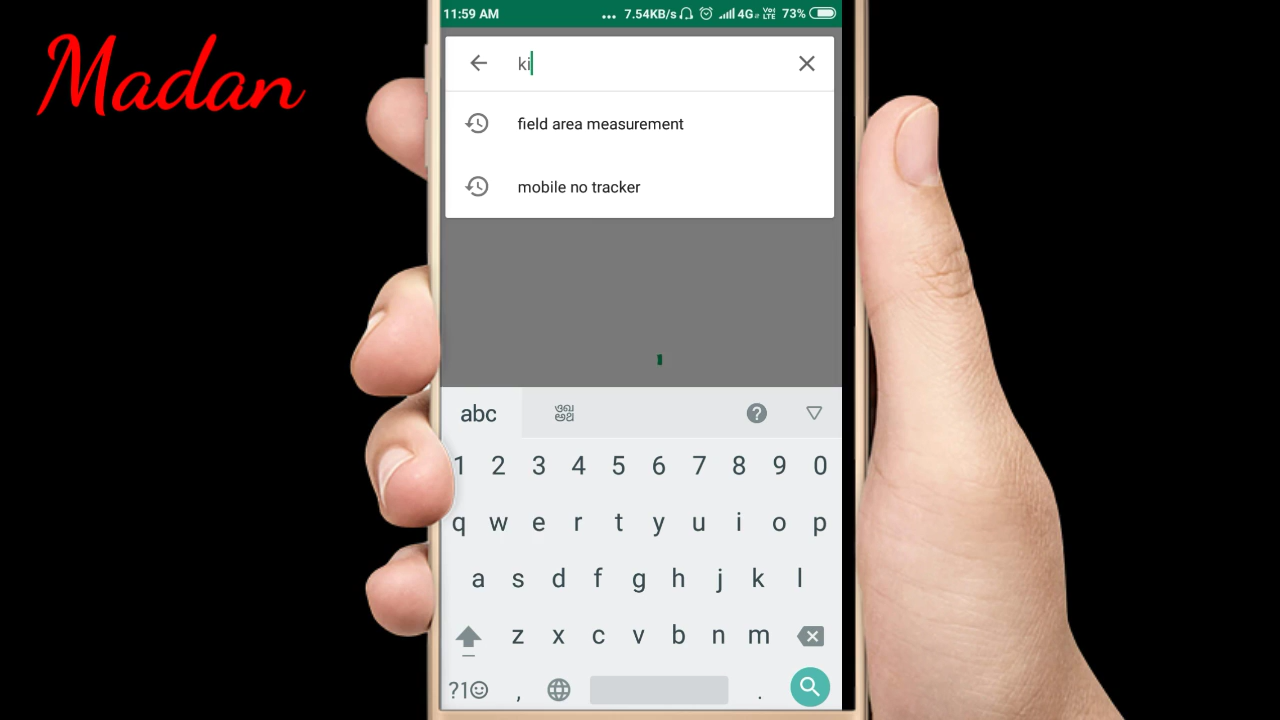 Madan
11:59 AM ... 7.54KB/s 4G VoLTE 73%
ki
field area measurement
mobile no tracker
abc
1 2 3 4 5 6 7 8 9 0
q w e r t y u i o p
a s d f g h j k l
z x c v b n m
?1 , .